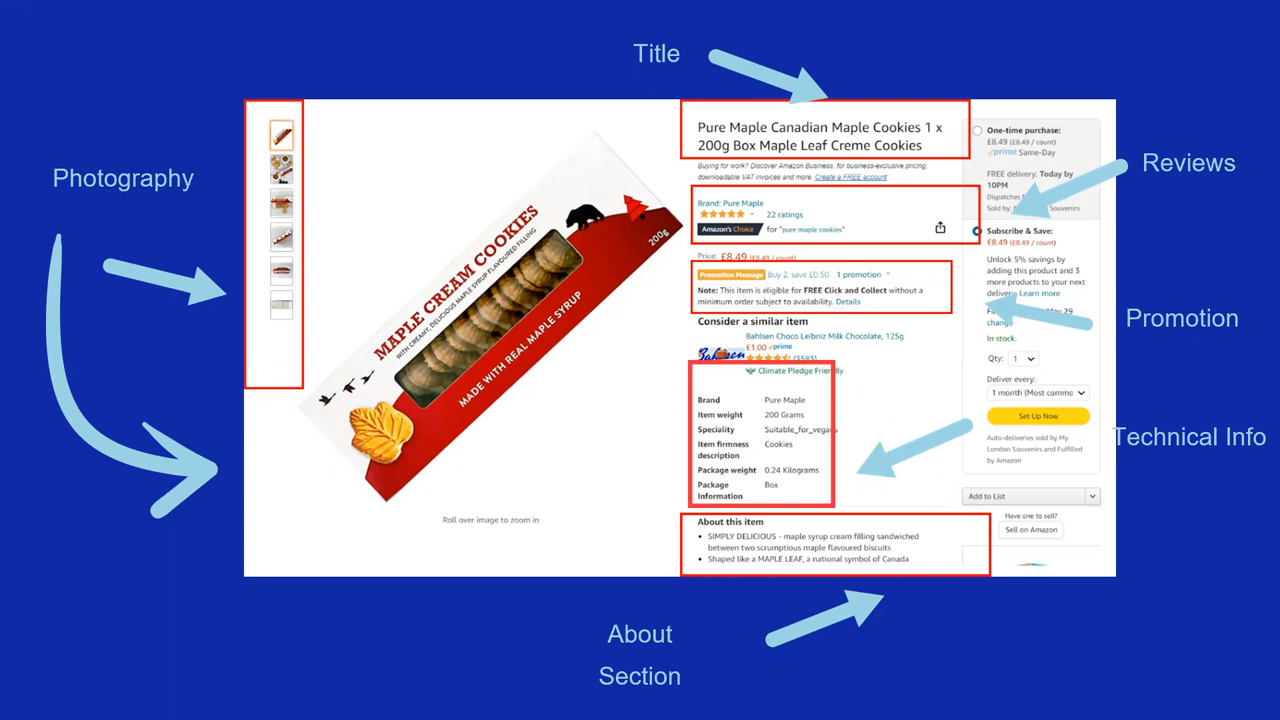 Title
Photography
Reviews
Promotion
Technical Info
About
Section
MAPLE CREAM COOKIES
WITH CREAMY, DELICIOUS MAPLE SYRUP FLAVOURED FILLING
MADE WITH REAL MAPLE SYRUP
200g
Roll over image to zoom in
Pure Maple Canadian Maple Cookies 1 x
200g Box Maple Leaf Creme Cookies
Buying for work? Discover Amazon Business, for business-exclusive pricing,
downloadable VAT invoices and more. Create a FREE account
Brand: Pure Maple
22 ratings
Amazon's Choice for "pure maple cookies"
Price: £8.49 (£8.49 / count)
Promotion Message Buy 2, save £0.50 1 promotion
Note: This item is eligible for FREE Click and Collect without a
minimum order subject to availability. Details
Consider a similar item
Bahlsen Choco Leibniz Milk Chocolate, 125g
£1.00 prime
Bahlsen
(3583)
Climate Pledge Friendly
Brand Pure Maple
Item weight 200 Grams
Speciality Suitable_for_vegans
Item firmness Cookies
description
Package weight 0.24 Kilograms
Package Box
Information
About this item
• SIMPLY DELICIOUS - maple syrup cream filling sandwiched
between two scrumptious maple flavoured biscuits
• Shaped like a MAPLE LEAF, a national symbol of Canada
One-time purchase:
£8.49 (£8.49 / count)
prime Same-Day
FREE delivery: Today by
10PM
Dispatches
Sold by: Souvenirs
Subscribe & Save:
£8.49 (£8.49 / count)
Unlock 5% savings by
adding this product and 3
more products to your next
delivery. Learn more
May 29
change
In stock.
Qty: 1
Deliver every:
1 month (Most commo
Set Up Now
Auto-deliveries sold by My
London Souvenirs and Fulfilled
by Amazon
Add to List
Have one to sell?
Sell on Amazon